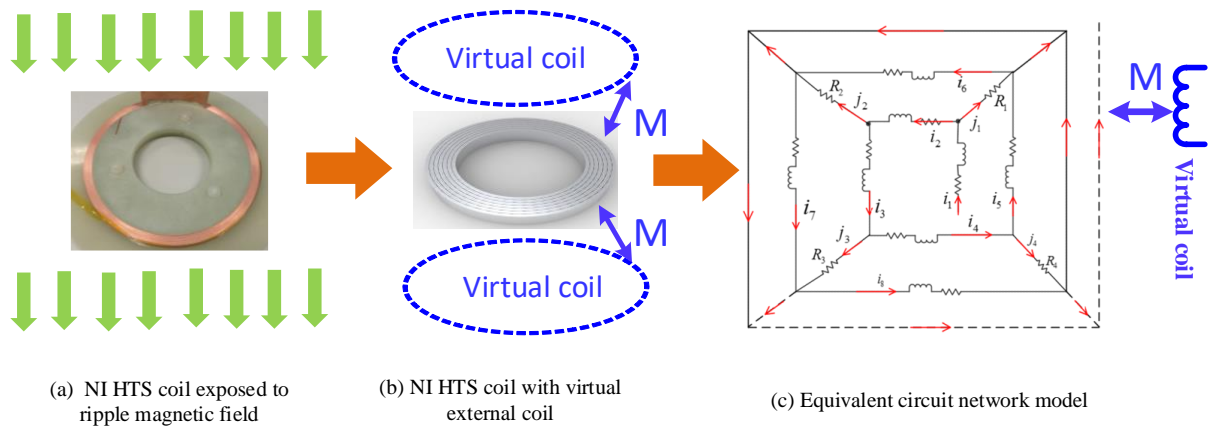 Virtual coil
M
M
Virtual coil
R₂
j₂
i₆
R₁
j₁
i₂
i₇
i₃
i₁
i₅
i₄
j₃
R₃
j₄
R₄
i₈
M
Virtual coil
(a) NI HTS coil exposed to
ripple magnetic field
(b) NI HTS coil with virtual
external coil
(c) Equivalent circuit network model